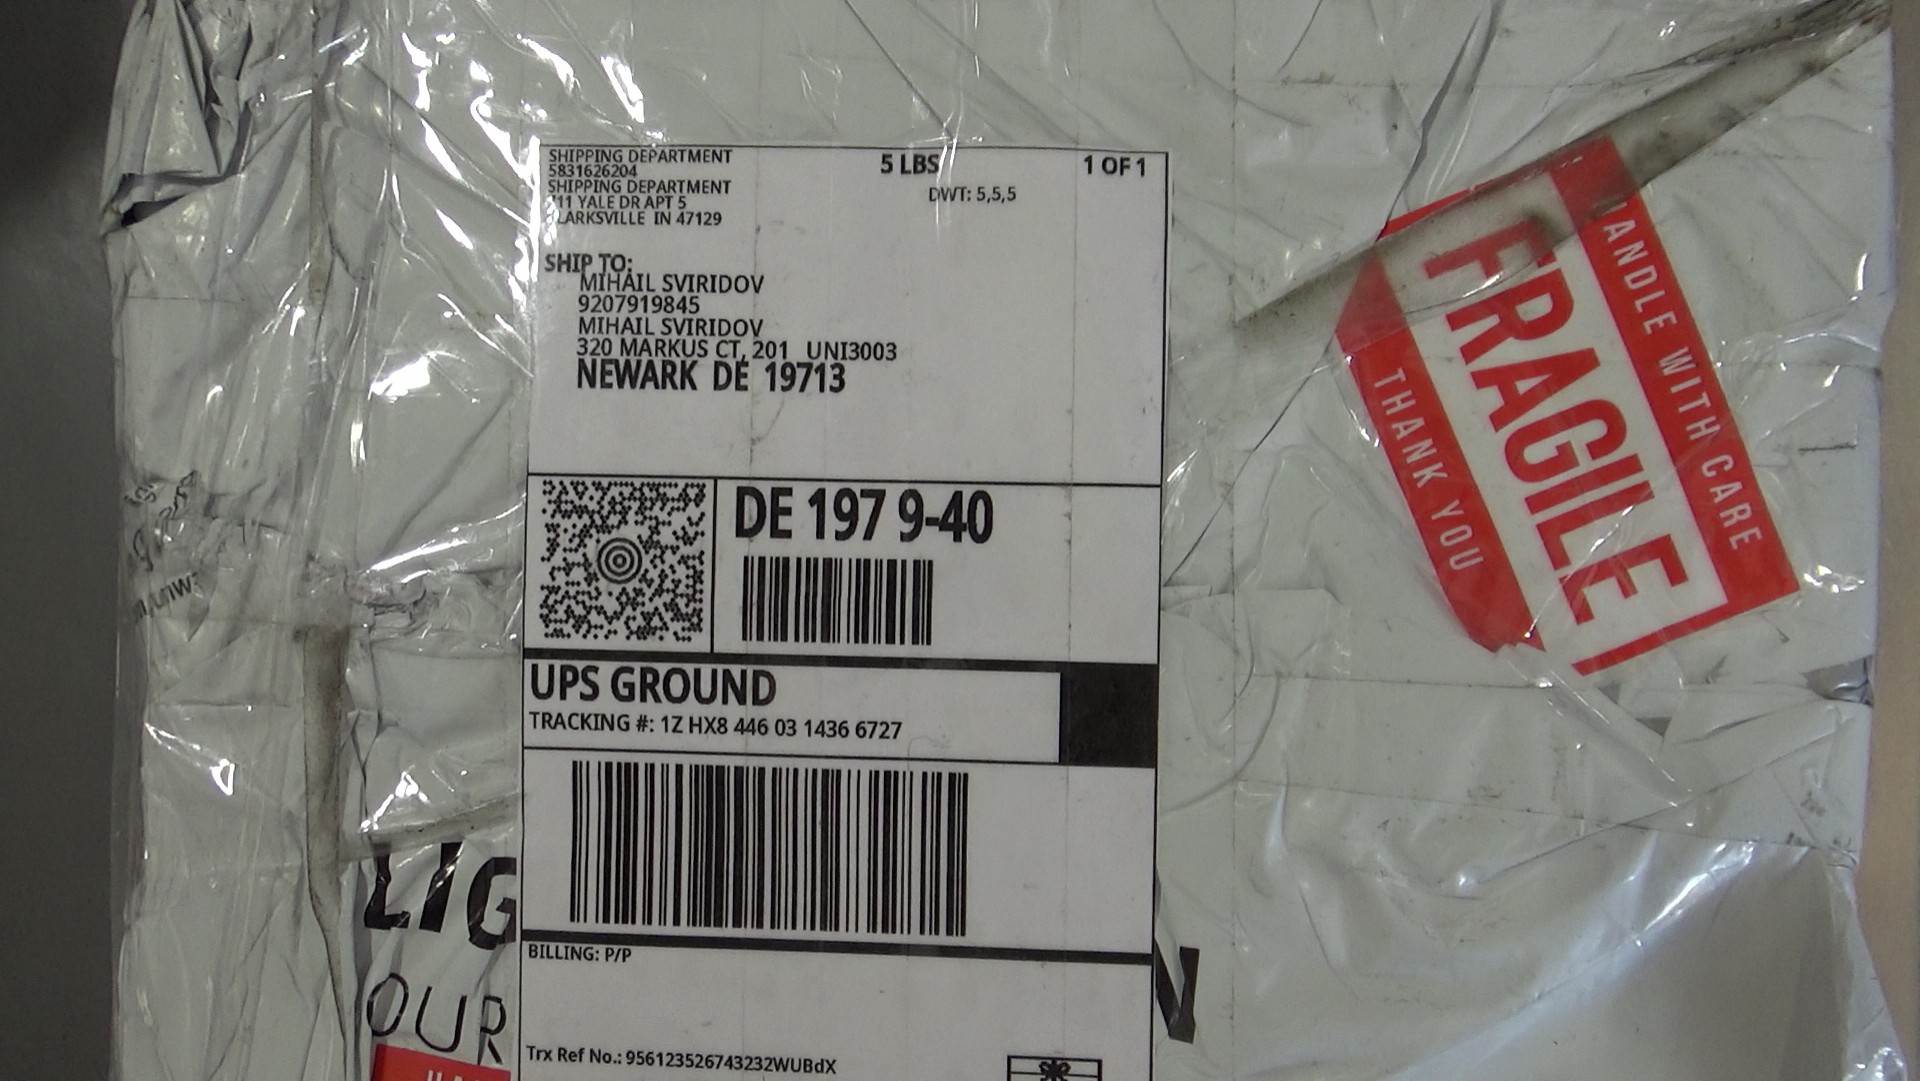 SHIPPING DEPARTMENT
5831626204
SHIPPING DEPARTMENT
11 YALE DR APT 5
LARKSVILLE IN 47129
5 LBS
1 OF 1
DWT: 5,5,5
SHIP TO:
MIHAIL SVIRIDOV
9207919845
MIHAIL SVIRIDOV
320 MARKUS CT, 201 UNI3003
NEWARK DE 19713
DE 197 9-40
UPS GROUND
TRACKING #: 1Z HX8 446 03 1436 6727
BILLING: P/P
Trx Ref No.: 956123526743232WUBdX
ANDLE WITH CARE
FRAGILE
THANK YOU
LIG
N
OUR